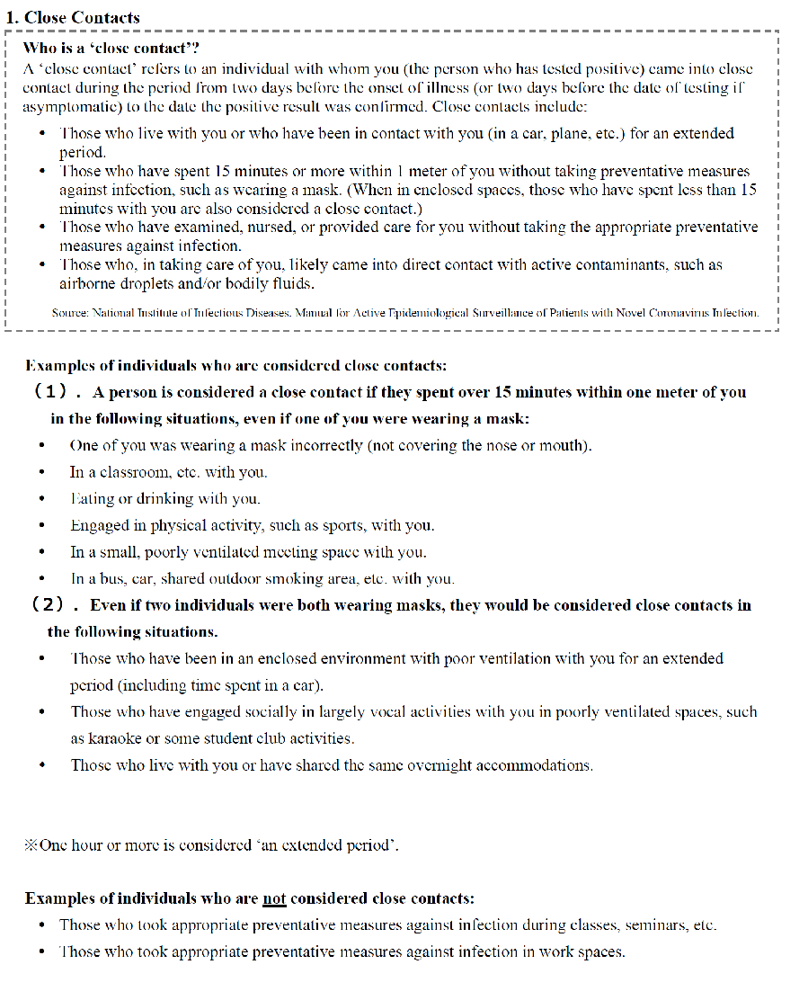 1. Close Contacts
Who is a ‘close contact’?
A ‘close contact’ refers to an individual with whom you (the person who has tested positive) came into close
contact during the period from two days before the onset of illness (or two days before the date of testing if
asymptomatic) to the date the positive result was confirmed. Close contacts include:
• Those who live with you or who have been in contact with you (in a car, plane, etc.) for an extended
period.
• Those who have spent 15 minutes or more within 1 meter of you without taking preventative measures
against infection, such as wearing a mask. (When in enclosed spaces, those who have spent less than 15
minutes with you are also considered a close contact.)
• Those who have examined, nursed, or provided care for you without taking the appropriate preventative
measures against infection.
• Those who, in taking care of you, likely came into direct contact with active contaminants, such as
airborne droplets and/or bodily fluids.
Source: National Institute of Infectious Diseases. Manual for Active Epidemiological Surveillance of Patients with Novel Coronavirus Infection.
Examples of individuals who are considered close contacts:
（1）. A person is considered a close contact if they spent over 15 minutes within one meter of you
in the following situations, even if one of you were wearing a mask:
• One of you was wearing a mask incorrectly (not covering the nose or mouth).
• In a classroom, etc. with you.
• Eating or drinking with you.
• Engaged in physical activity, such as sports, with you.
• In a small, poorly ventilated meeting space with you.
• In a bus, car, shared outdoor smoking area, etc. with you.
（2）. Even if two individuals were both wearing masks, they would be considered close contacts in
the following situations.
• Those who have been in an enclosed environment with poor ventilation with you for an extended
period (including time spent in a car).
• Those who have engaged socially in largely vocal activities with you in poorly ventilated spaces, such
as karaoke or some student club activities.
• Those who live with you or have shared the same overnight accommodations.
※One hour or more is considered ‘an extended period’.
Examples of individuals who are not considered close contacts:
• Those who took appropriate preventative measures against infection during classes, seminars, etc.
• Those who took appropriate preventative measures against infection in work spaces.